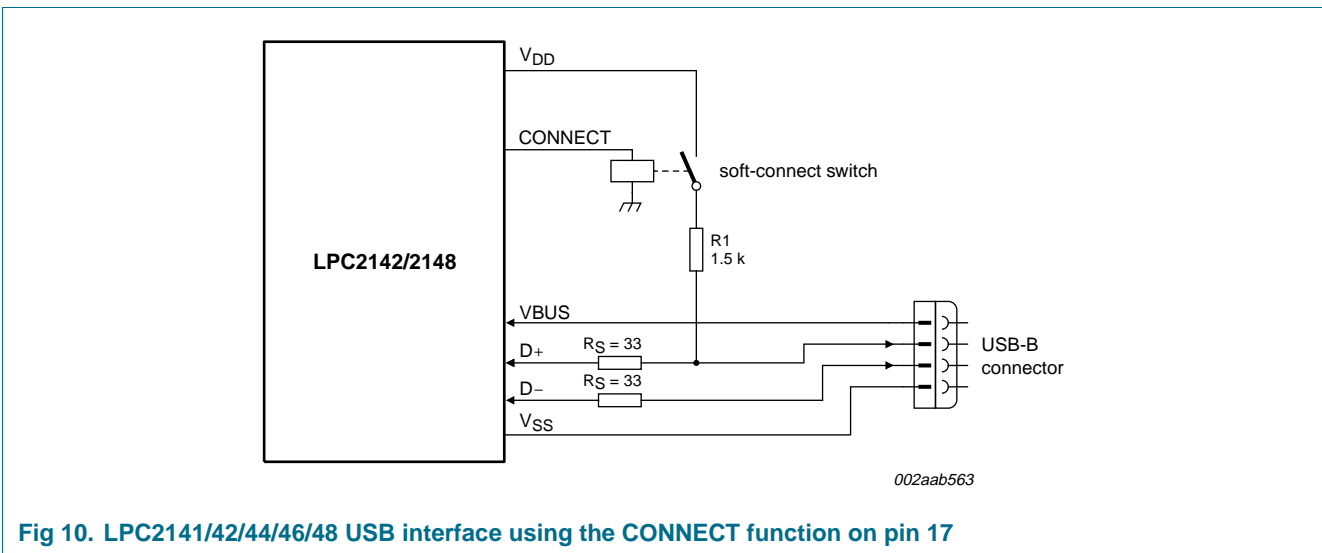 VDD
CONNECT
soft-connect switch
R1
1.5 k
LPC2142/2148
VBUS
D+
RS = 33
USB-B
connector
RS = 33
D−
VSS
002aab563
Fig 10. LPC2141/42/44/46/48 USB interface using the CONNECT function on pin 17